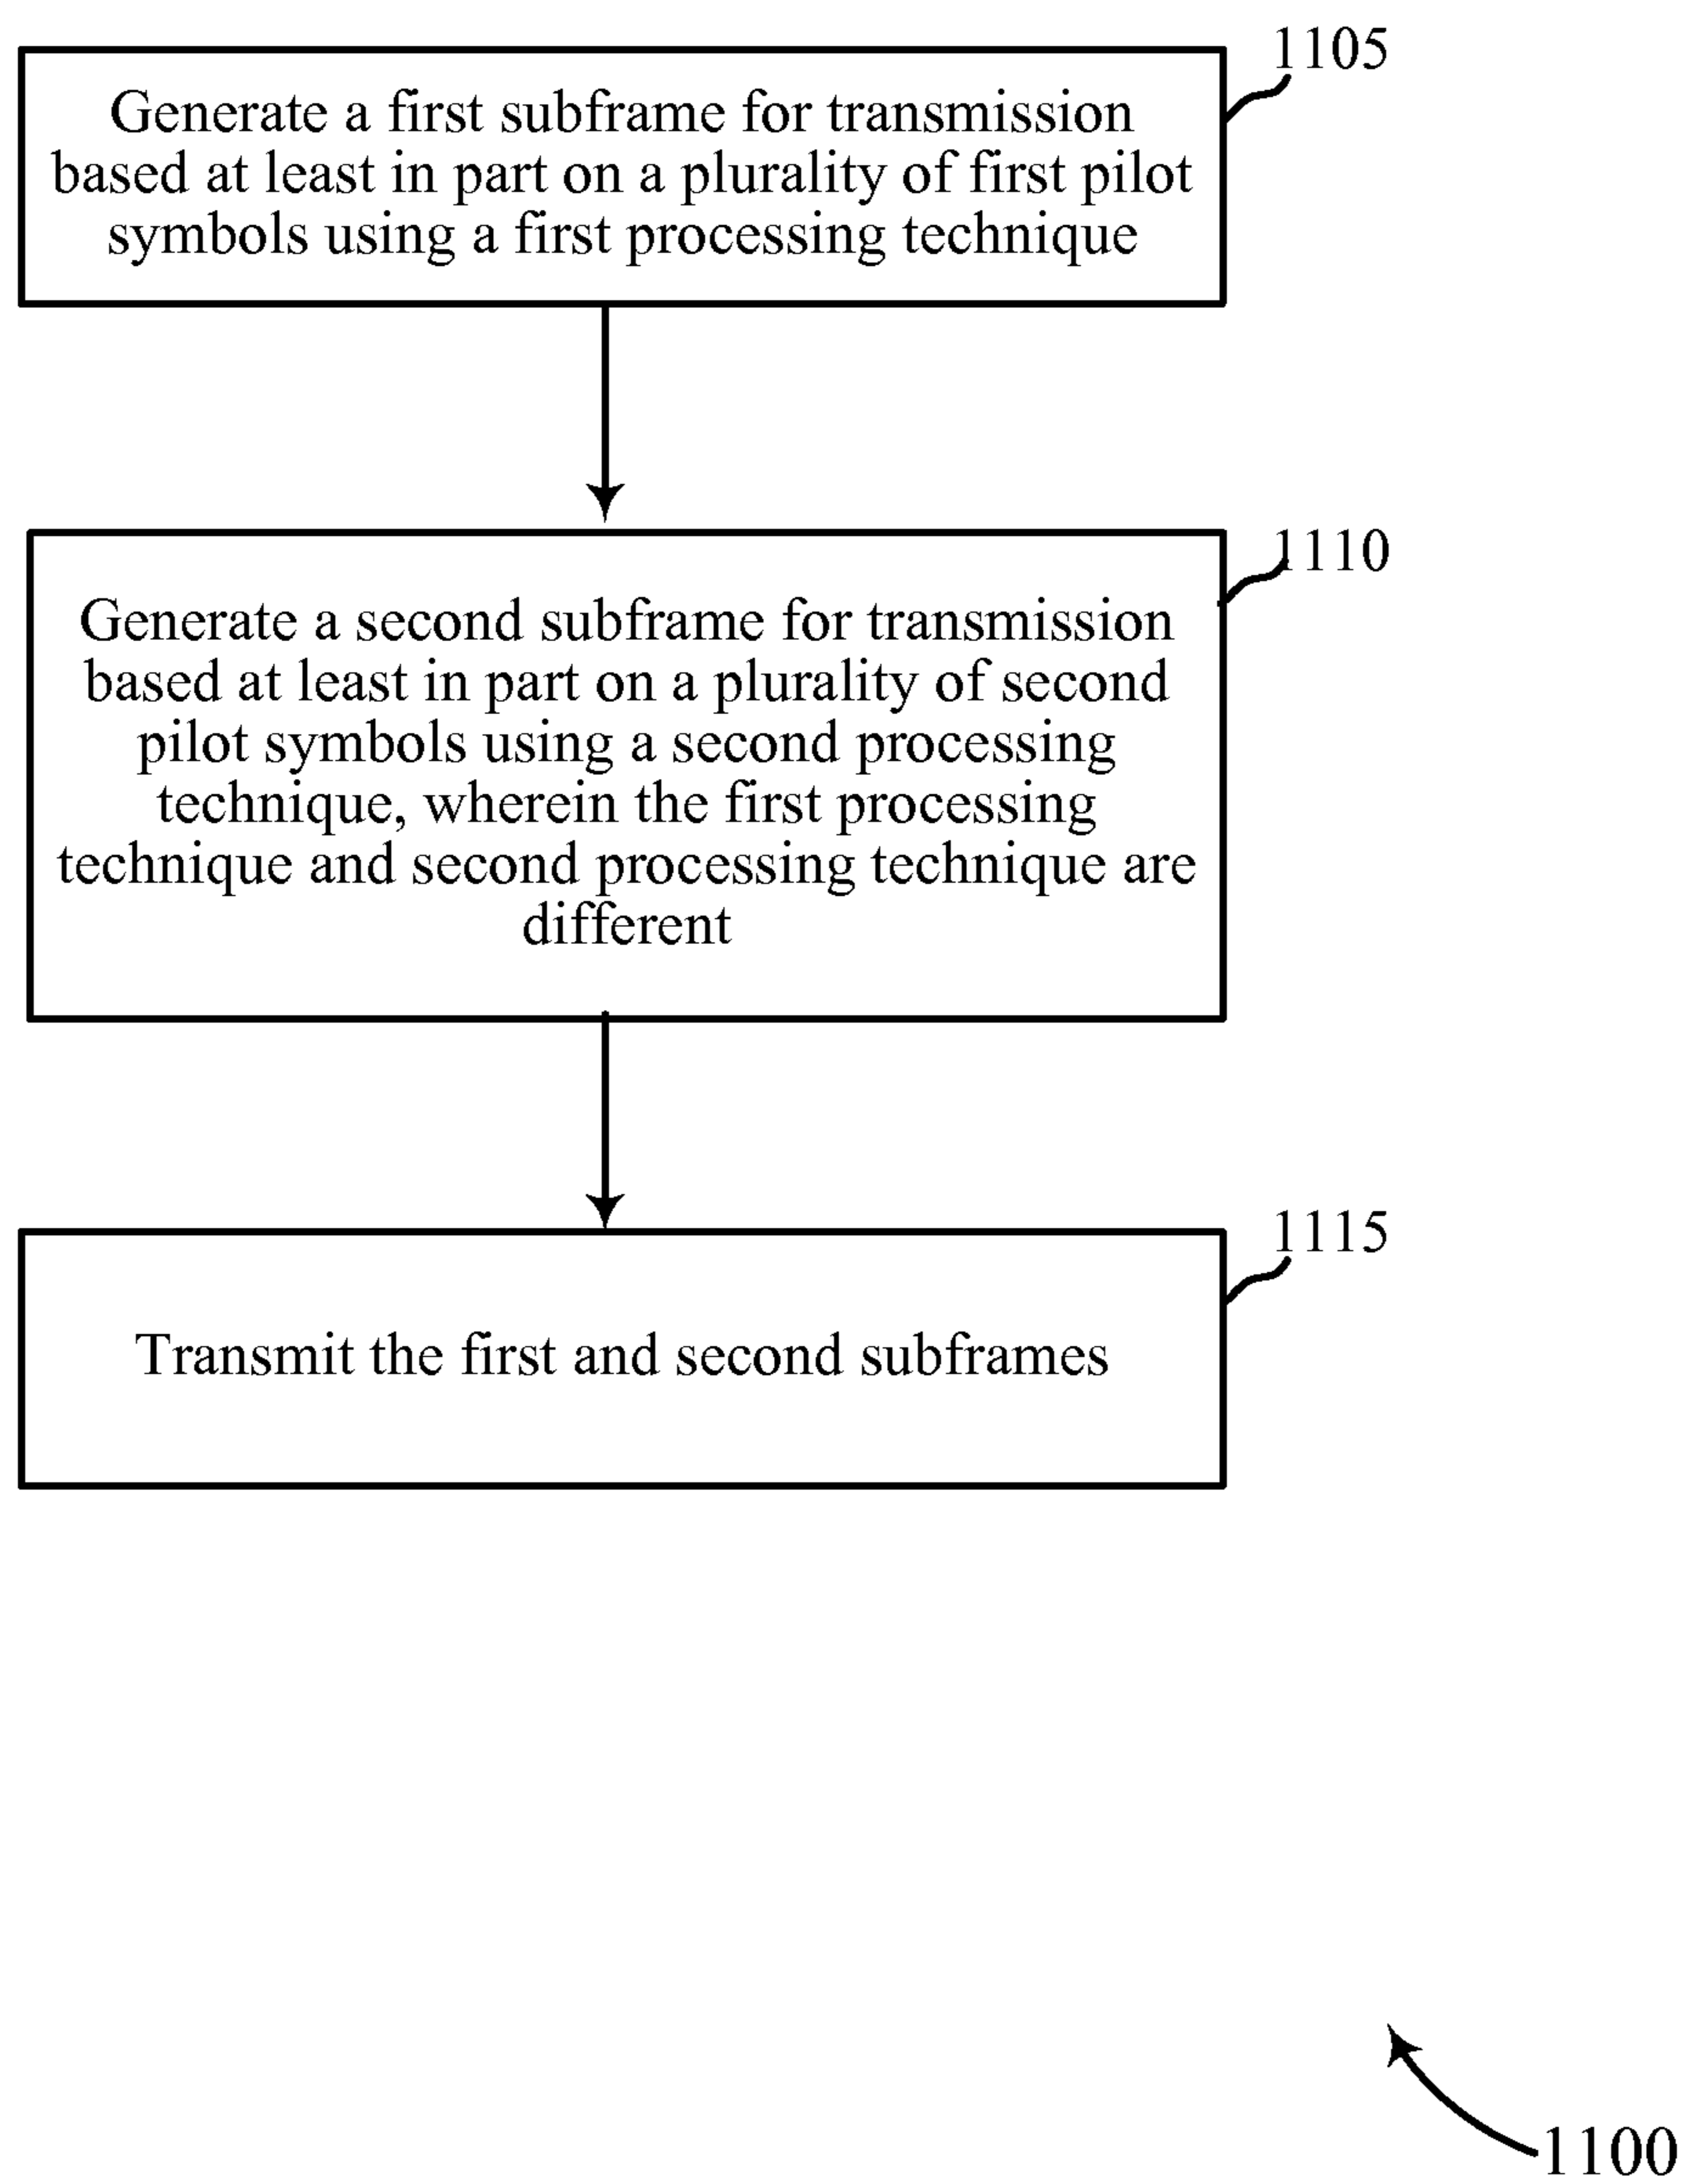 1105
Generate a first subframe for transmission
based at least in part on a plurality of first pilot
symbols using a first processing technique
1110
Generate a second subframe for transmission
based at least in part on a plurality of second
pilot symbols using a second processing
technique, wherein the first processing
technique and second processing technique are
different
1115
Transmit the first and second subframes
1100